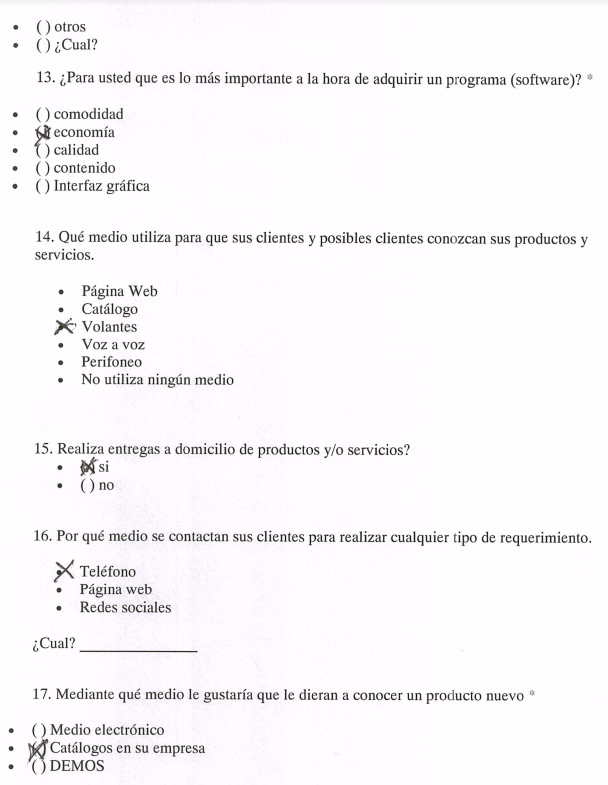 • ( ) otros
• ( ) ¿Cual?
13. ¿Para usted que es lo más importante a la hora de adquirir un programa (software)? *
• ( ) comodidad
• (X) economía
• ( ) calidad
• ( ) contenido
• ( ) Interfaz gráfica
14. Qué medio utiliza para que sus clientes y posibles clientes conozcan sus productos y
servicios.
• Página Web
• Catálogo
X Volantes
• Voz a voz
• Perifoneo
• No utiliza ningún medio
15. Realiza entregas a domicilio de productos y/o servicios?
• (X) si
• ( ) no
16. Por qué medio se contactan sus clientes para realizar cualquier tipo de requerimiento.
X Teléfono
• Página web
• Redes sociales
¿Cual? ______________
17. Mediante qué medio le gustaría que le dieran a conocer un producto nuevo *
• ( ) Medio electrónico
• (X) Catálogos en su empresa
• ( ) DEMOS